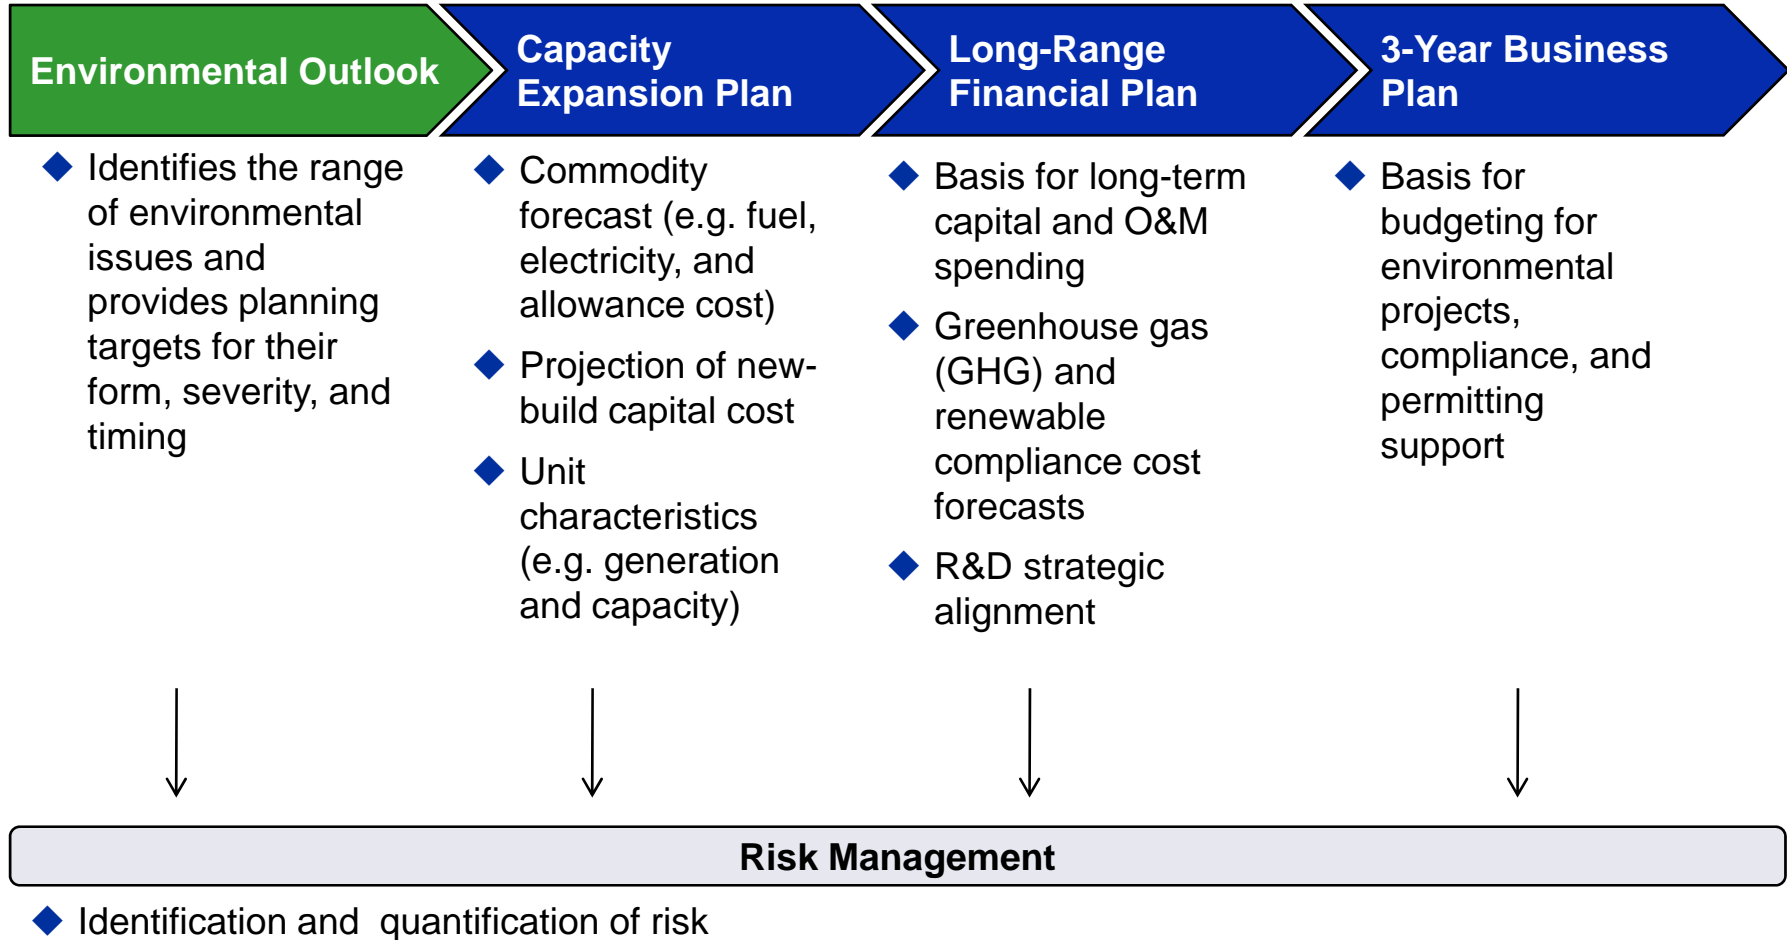 Environmental Outlook
Capacity
Expansion Plan
Long-Range
Financial Plan
3-Year Business
Plan
Identifies the range
of environmental
issues and
provides planning
targets for their
form, severity, and
timing
Commodity
forecast (e.g. fuel,
electricity, and
allowance cost)
Projection of new-
build capital cost
Unit
characteristics
(e.g. generation
and capacity)
Basis for long-term
capital and O&M
spending
Greenhouse gas
(GHG) and
renewable
compliance cost
forecasts
R&D strategic
alignment
Basis for
budgeting for
environmental
projects,
compliance, and
permitting
support
Risk Management
Identification and  quantification of risk